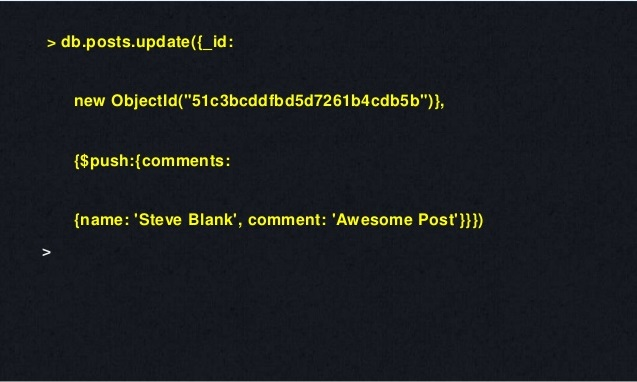 > db.posts.update({_id:
new ObjectId("51c3bcddfbd5d7261b4cdb5b")},
{$push:{comments:
{name: 'Steve Blank', comment: 'Awesome Post'}}})
>